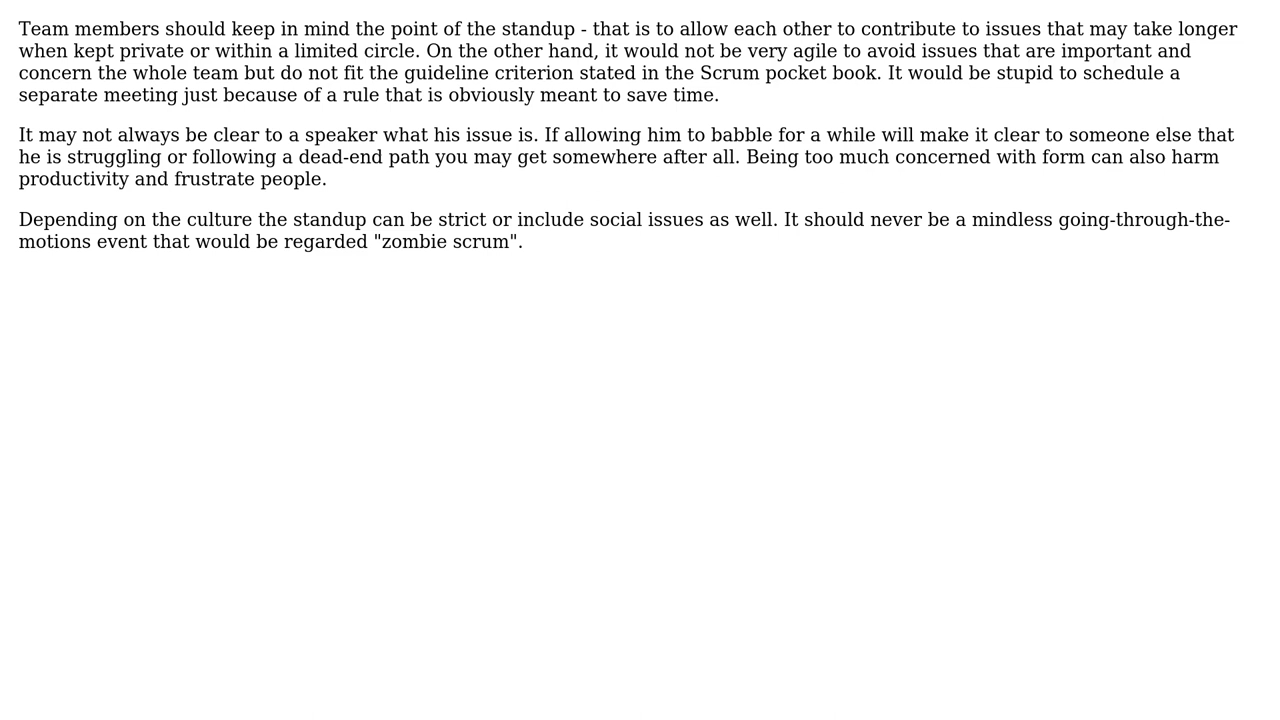 Team members should keep in mind the point of the standup - that is to allow each other to contribute to issues that may take longer
when kept private or within a limited circle. On the other hand, it would not be very agile to avoid issues that are important and
concern the whole team but do not fit the guideline criterion stated in the Scrum pocket book. It would be stupid to schedule a
separate meeting just because of a rule that is obviously meant to save time.
It may not always be clear to a speaker what his issue is. If allowing him to babble for a while will make it clear to someone else that
he is struggling or following a dead-end path you may get somewhere after all. Being too much concerned with form can also harm
productivity and frustrate people.
Depending on the culture the standup can be strict or include social issues as well. It should never be a mindless going-through-the-
motions event that would be regarded "zombie scrum".